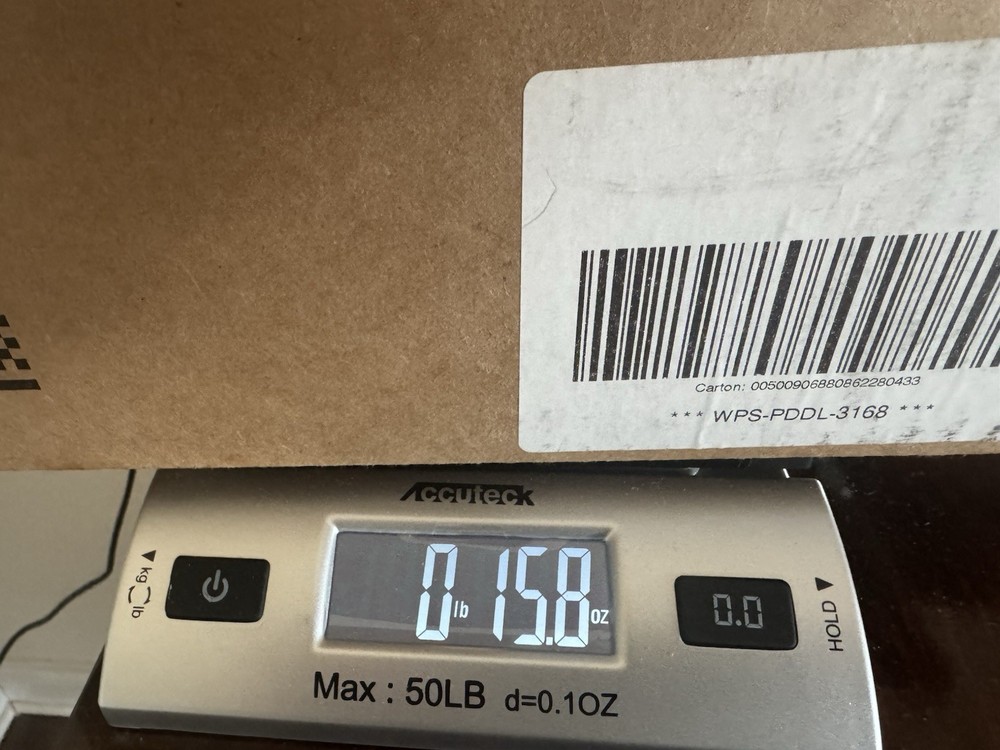 Carton: 00500906880862280433
*** WPS-PDDL-3168 ***
Accuteck
kg lb
0 lb 15.8 oz
0.0
HOLD
Max : 50LB d=0.1OZ